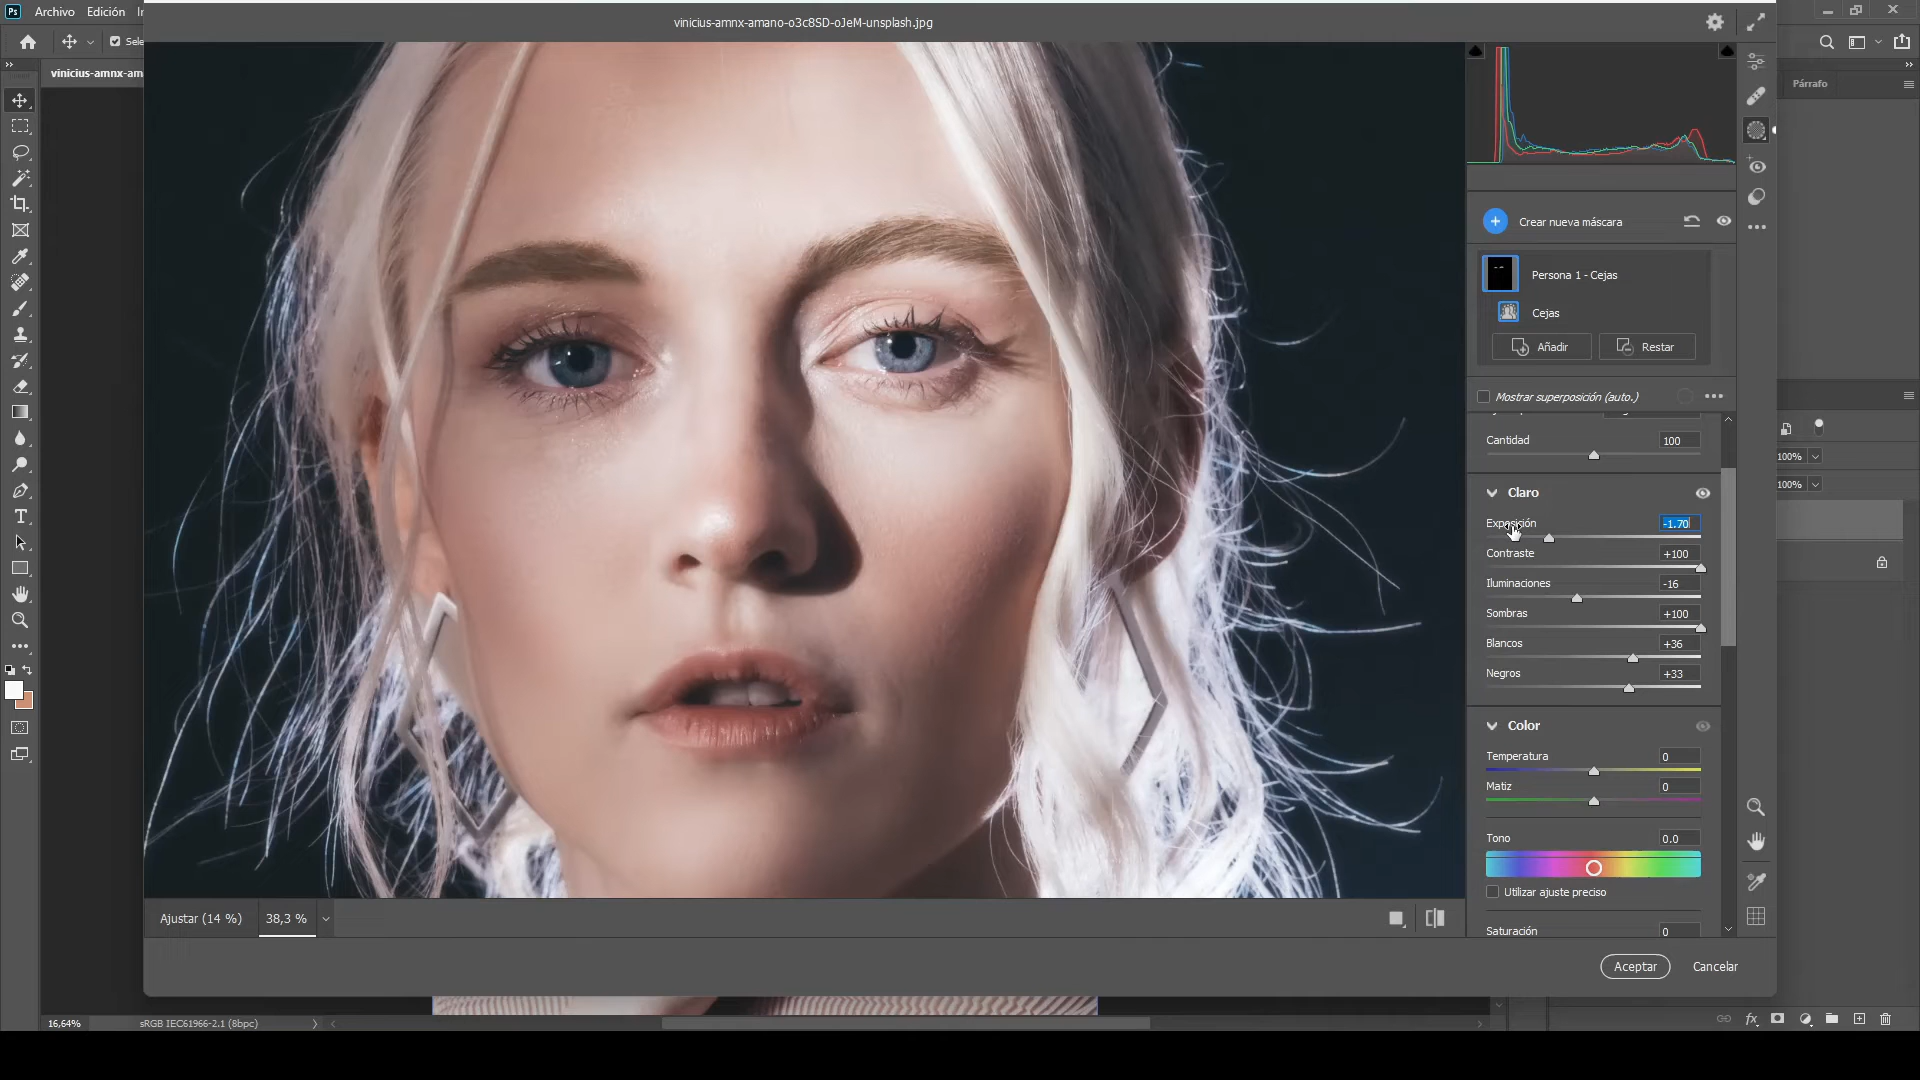 Ps Archivo Edición I
vinicius-amnx-amano-o3c8SD-oJeM-unsplash.jpg
Sele
vinicius-amnx-am
Párrafo
Crear nueva máscara
Persona 1 - Cejas
Cejas
Añadir Restar
Mostrar superposición (auto.)
Cantidad 100
100%
100%
Claro
Exposición -1.70
Contraste +100
Iluminaciones -16
Sombras +100
Blancos +36
Negros +33
Color
Temperatura 0
Matiz 0
Tono 0.0
Utilizar ajuste preciso
Saturación 0
Ajustar (14 %) 38,3 %
Aceptar Cancelar
16,64% sRGB IEC61966-2.1 (8bpc)
fx